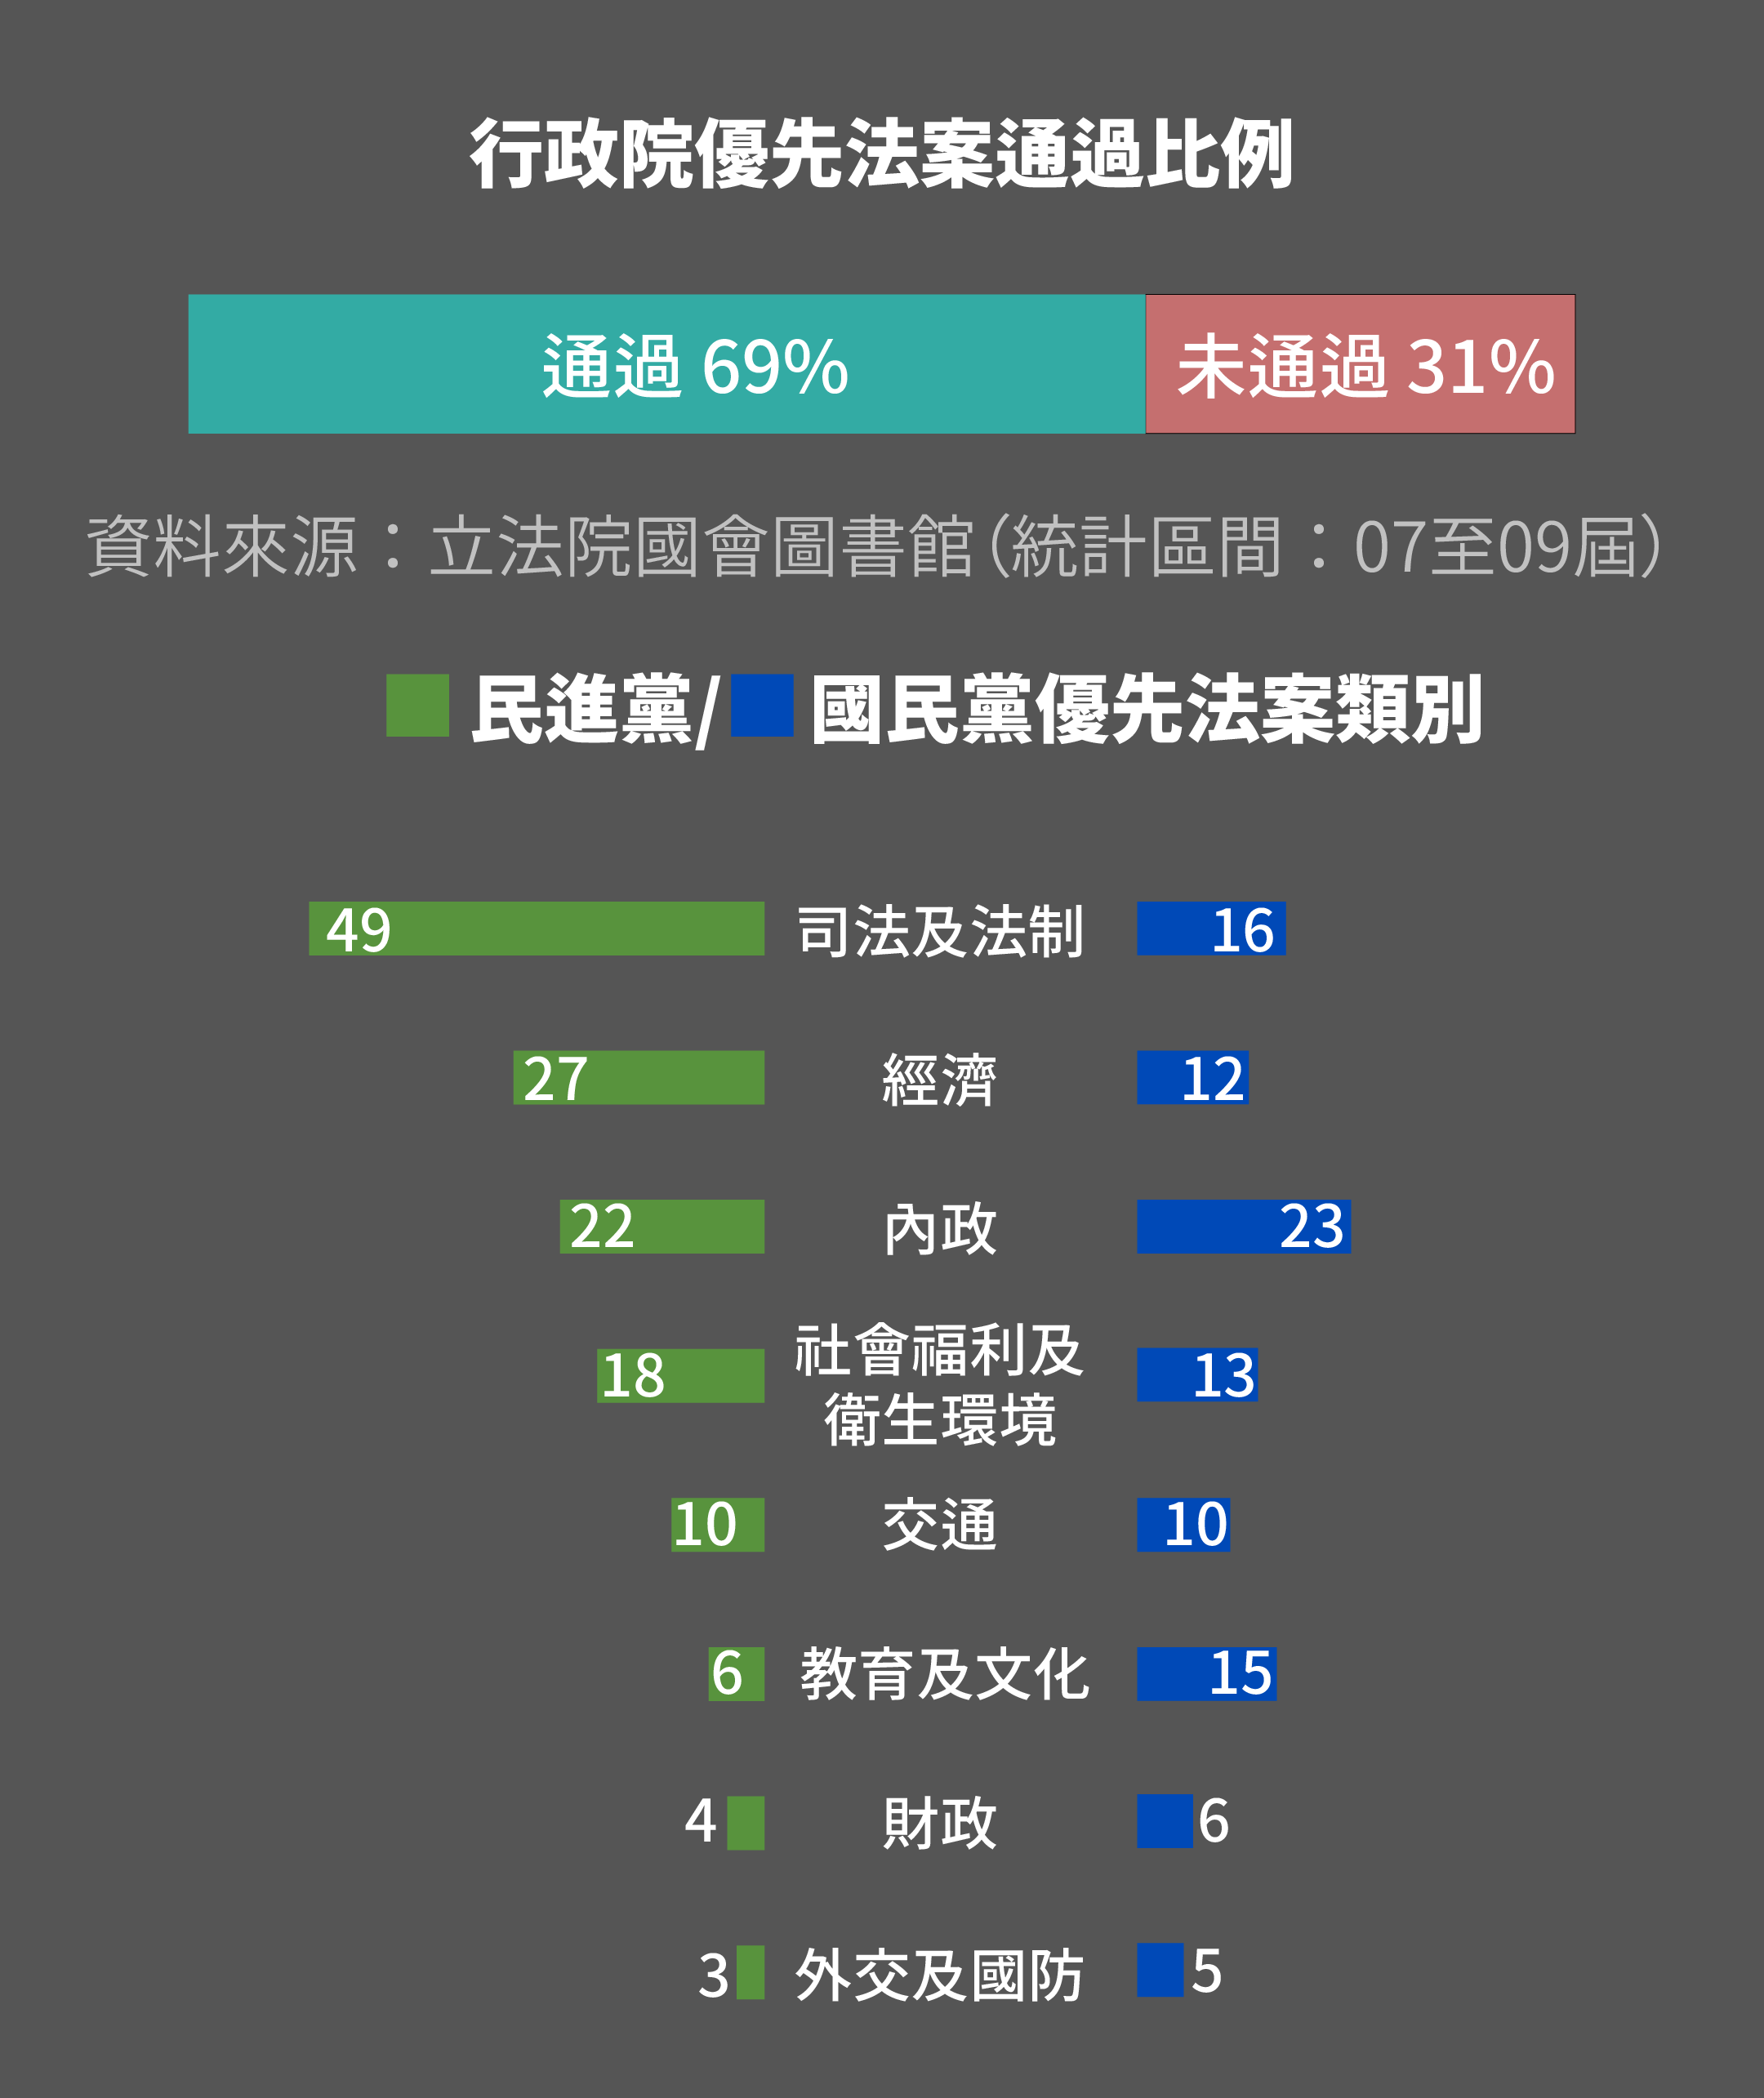 行政院優先法案通過比例
通過 69%
未通過 31%
資料來源：立法院國會圖書館(統計區間：07至09屆)
民進黨/ 國民黨優先法案類別
49 司法及法制 16
27 經濟 12
22 內政 23
18 社會福利及 13
衛生環境
10 交通 10
6 教育及文化 15
4 財政 6
3 外交及國防 5